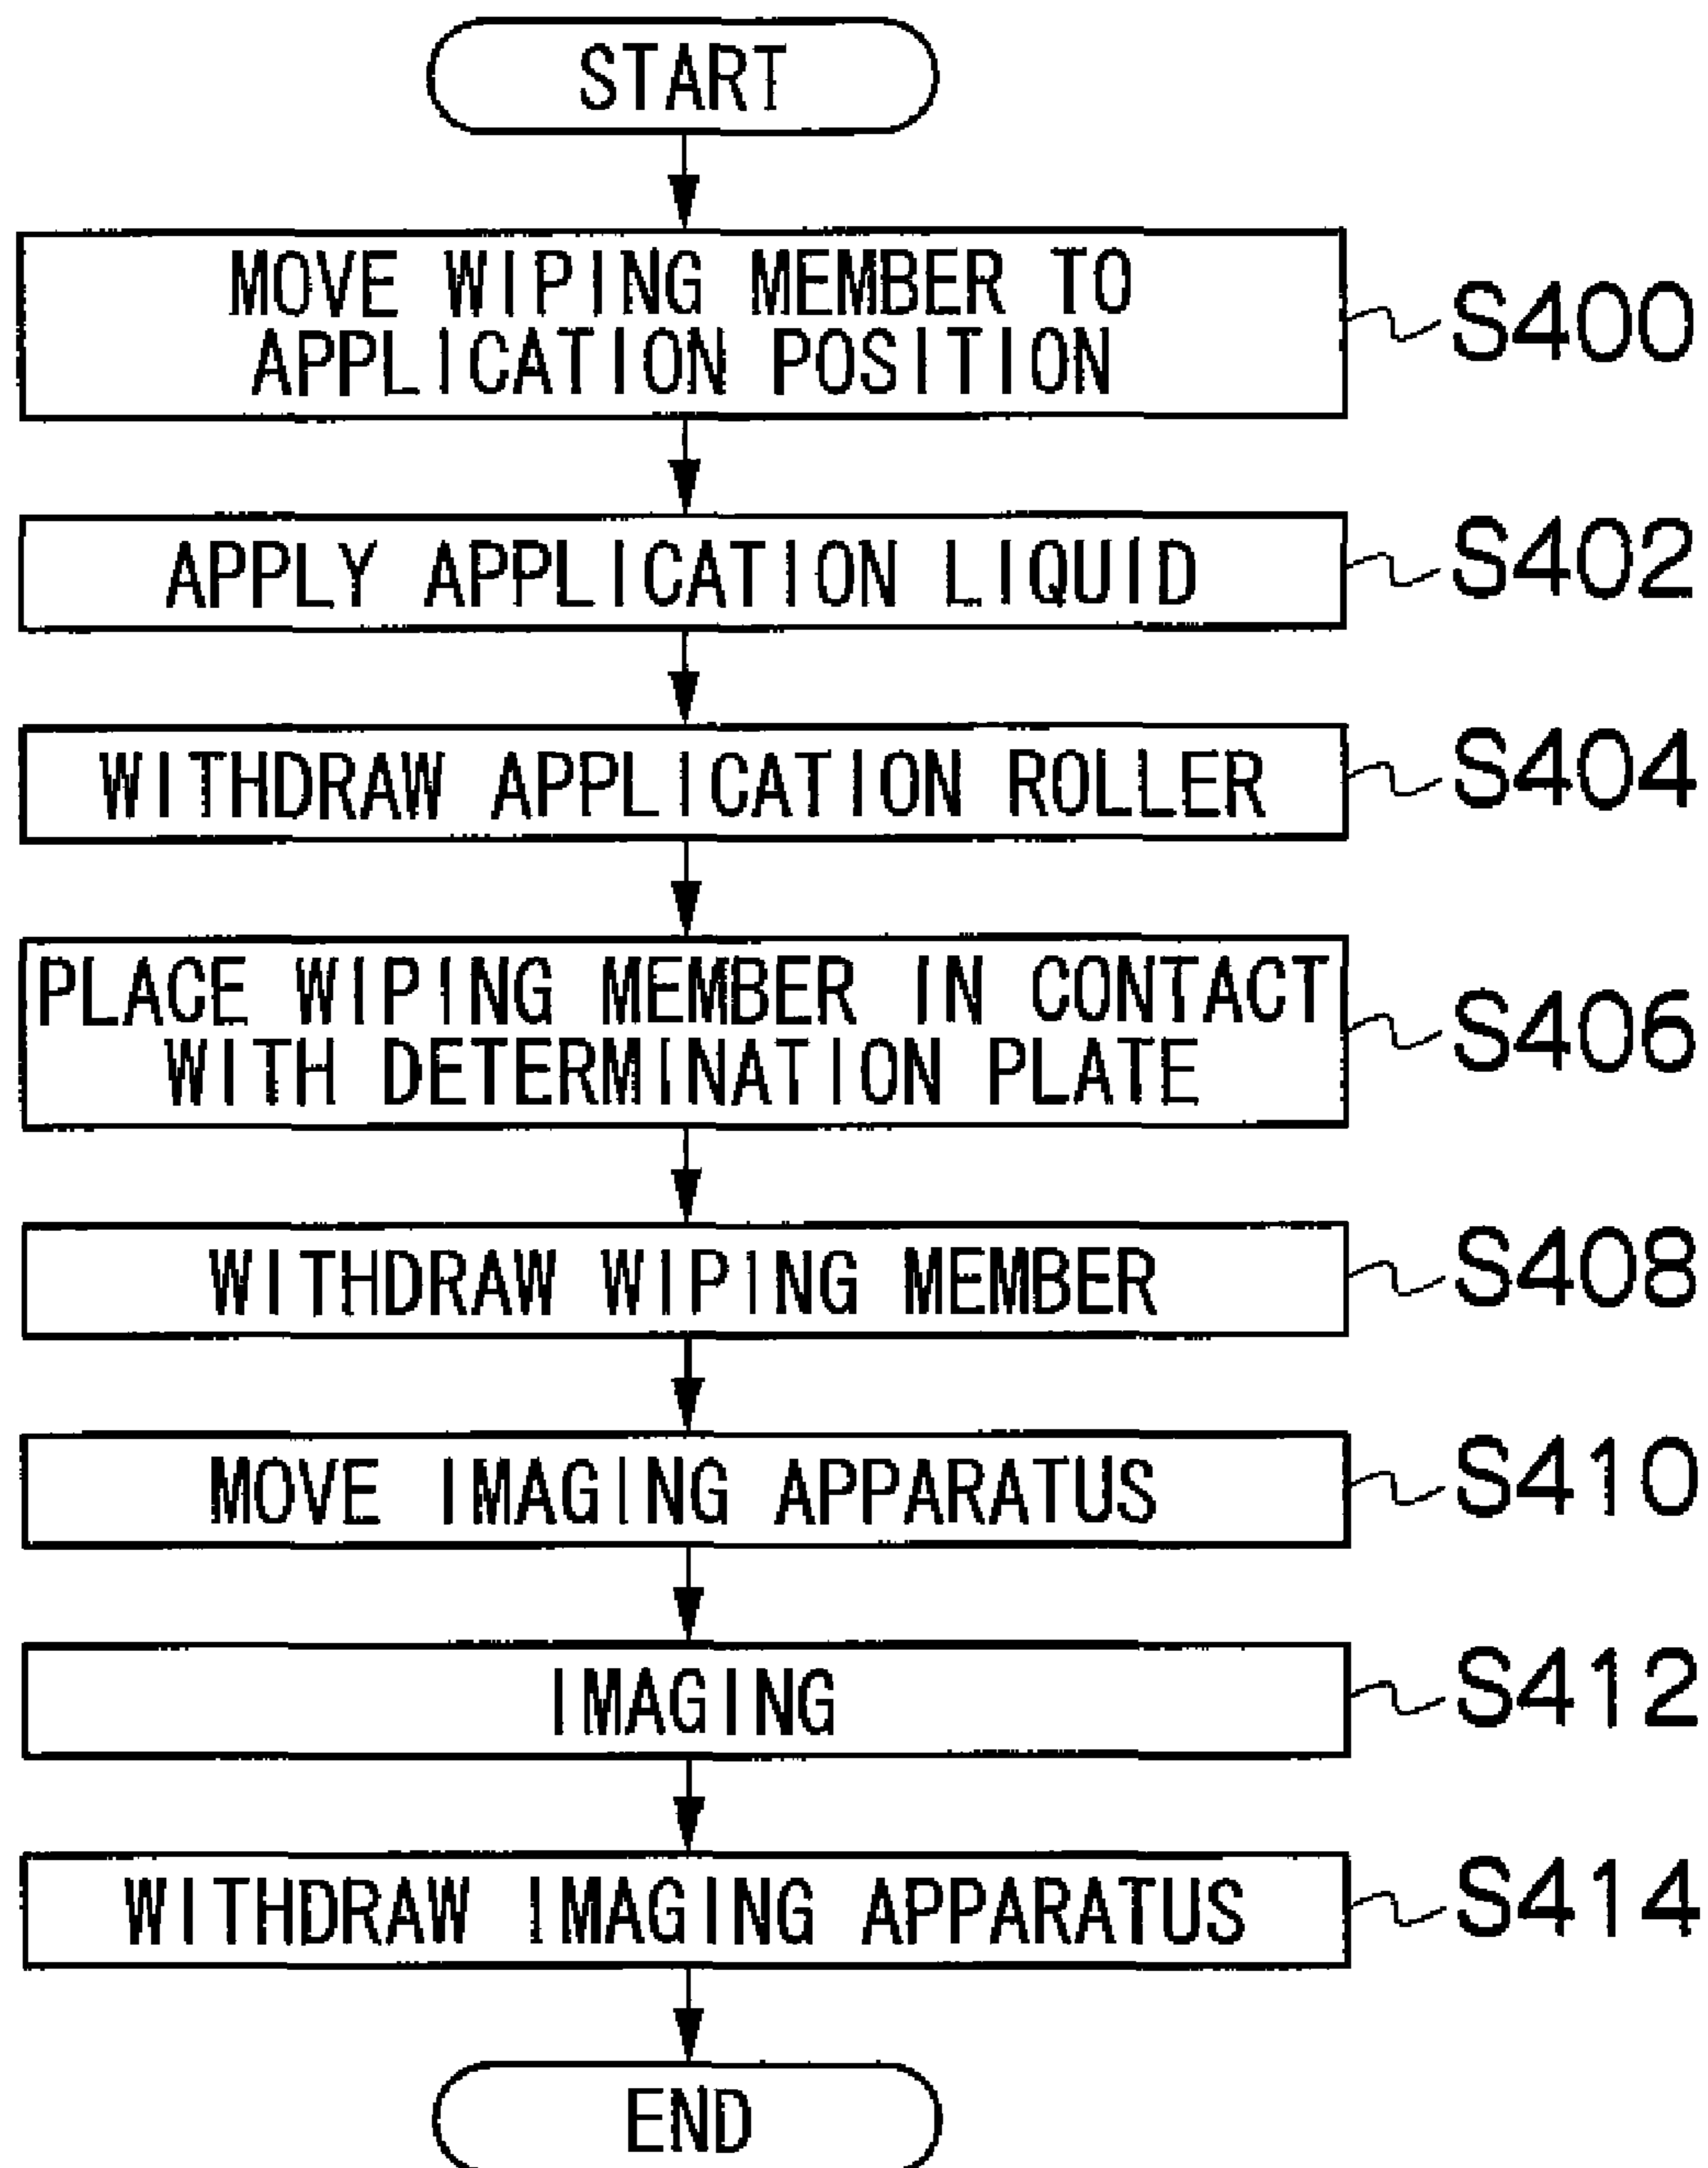 START
MOVE WIPING MEMBER TO
APPLICATION POSITION
S400
APPLY APPLICATION LIQUID
S402
WITHDRAW APPLICATION ROLLER
S404
PLACE WIPING MEMBER IN CONTACT
WITH DETERMINATION PLATE
S406
WITHDRAW WIPING MEMBER
S408
MOVE IMAGING APPARATUS
S410
IMAGING
S412
WITHDRAW IMAGING APPARATUS
S414
END